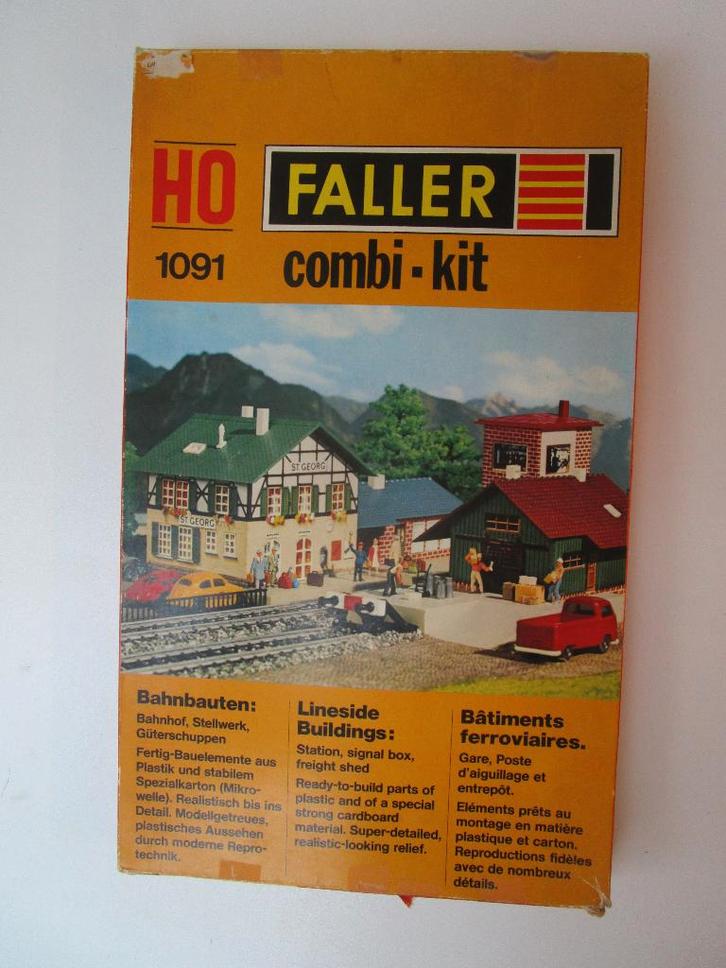 HO
FALLER
1091
combi-kit
ST. GEORG
ST. GEORG
Bahnbauten:
Bahnhof, Stellwerk,
Güterschuppen
Fertig-Bauelemente aus
Plastik und stabilem
Spezialkarton (Mikro-
welle). Realistisch bis ins
Detail. Modellgetreues,
plastisches Aussehen
durch moderne Repro-
technik.
Lineside
Buildings:
Station, signal box,
freight shed
Ready-to-build parts of
plastic and of a special
strong cardboard
material. Super-detailed,
realistic-looking relief.
Bâtiments
ferroviaires.
Gare, Poste
d'aiguillage et
entrepôt.
Eléments prêts au
montage en matière
plastique et carton.
Reproductions fidèles
avec de nombreux
détails.